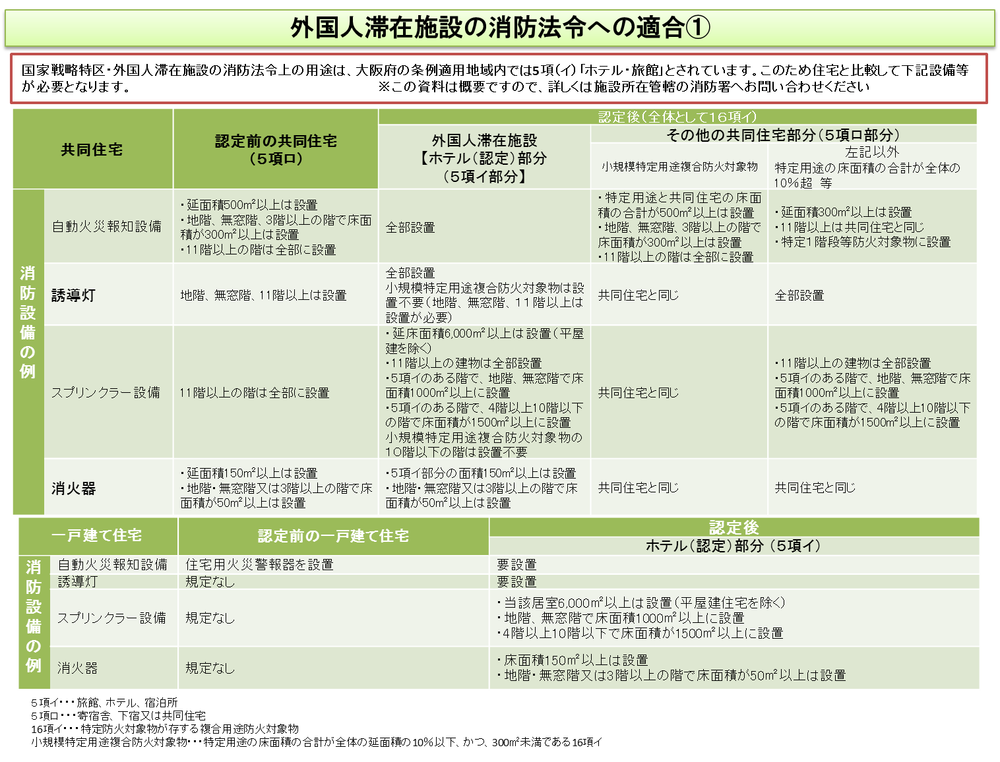 外国人滞在施設の消防法令への適合①
国家戦略特区・外国人滞在施設の消防法令上の用途は、大阪府の条例適用地域内では5項(イ)「ホテル・旅館」とされています。このため住宅と比較して下記設備等
が必要となります。 ※この資料は概要ですので、詳しくは施設所在管轄の消防署へお問い合わせください
共同住宅
認定前の共同住宅
（５項ロ）
認定後（全体として１６項イ）
外国人滞在施設
【ホテル（認定）部分
（５項イ部分】
その他の共同住宅部分（５項ロ部分）
小規模特定用途複合防火対象物
左記以外
特定用途の床面積の合計が全体の
10％超　等
消防設備の例
自動火災報知設備
・延面積500㎡以上は設置
・地階、無窓階、3階以上の階で床面
積が300㎡以上は設置
・11階以上の階は全部に設置
全部設置
・特定用途と共同住宅の床面
積の合計が500㎡以上は設置
・地階、無窓階、3階以上の階で
床面積が300㎡以上は設置
・11階以上の階は全部に設置
・延面積300㎡以上は設置
・11階以上は共同住宅と同じ
・特定１階段等防火対象物に設置
誘導灯
地階、無窓階、11階以上は設置
全部設置
小規模特定用途複合防火対象物は設
置不要（地階、無窓階、１１階以上は
設置が必要）
共同住宅と同じ
全部設置
スプリンクラー設備
11階以上の階は全部に設置
・延床面積6,000㎡以上は設置（平屋
建を除く）
・11階以上の建物は全部設置
・５項イのある階で、地階、無窓階で床
面積1000㎡以上に設置
・５項イのある階で、4階以上10階以下
の階で床面積が1500㎡以上に設置
小規模特定用途複合防火対象物の
１０階以下の階は設置不要
共同住宅と同じ
・11階以上の建物は全部設置
・５項イのある階で、地階、無窓階で床
面積1000㎡以上に設置
・５項イのある階で、4階以上10階以下
の階で床面積が1500㎡以上に設置
消火器
・延面積150㎡以上は設置
・地階・無窓階又は3階以上の階で床
面積が50㎡以上は設置
・５項イ部分の面積150㎡以上は設置
・地階・無窓階又は3階以上の階で床
面積が50㎡以上は設置
共同住宅と同じ
共同住宅と同じ
一戸建て住宅
認定前の一戸建て住宅
認定後
ホテル（認定）部分（５項イ）
消防設備の例
自動火災報知設備
住宅用火災警報器を設置
要設置
誘導灯
規定なし
要設置
スプリンクラー設備
規定なし
・当該居室6,000㎡以上は設置（平屋建住宅を除く）
・地階、無窓階で床面積1000㎡以上に設置
・4階以上10階以下で床面積が1500㎡以上に設置
消火器
規定なし
・床面積150㎡以上は設置
・地階・無窓階又は3階以上の階で床面積が50㎡以上は設置
５項イ・・・旅館、ホテル、宿泊所
５項ロ・・・寄宿舎、下宿又は共同住宅
16項イ・・・特定防火対象物が存する複合用途防火対象物
小規模特定用途複合防火対象物・・・特定用途の床面積の合計が全体の延面積の10％以下、かつ、300㎡未満である16項イ